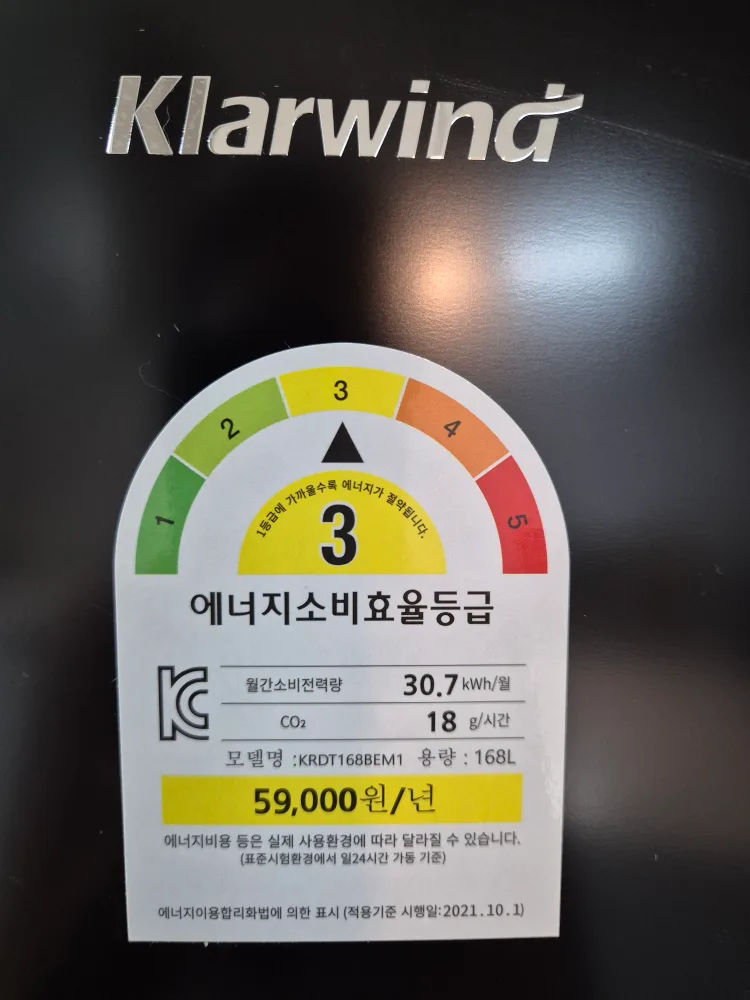 Klarwind
1
2
3
4
5
1등급에 가까울수록 에너지가 절약됩니다.
3
에너지소비효율등급
월간소비전력량 30.7 kWh/월
CO₂ 18 g/시간
모델명 :KRDT168BEM1 용량 : 168L
59,000원/년
에너지비용 등은 실제 사용환경에 따라 달라질 수 있습니다.
(표준시험환경에서 일24시간 가동 기준)
에너지이용합리화법에 의한 표시 (적용기준 시행일:2021.10.1)